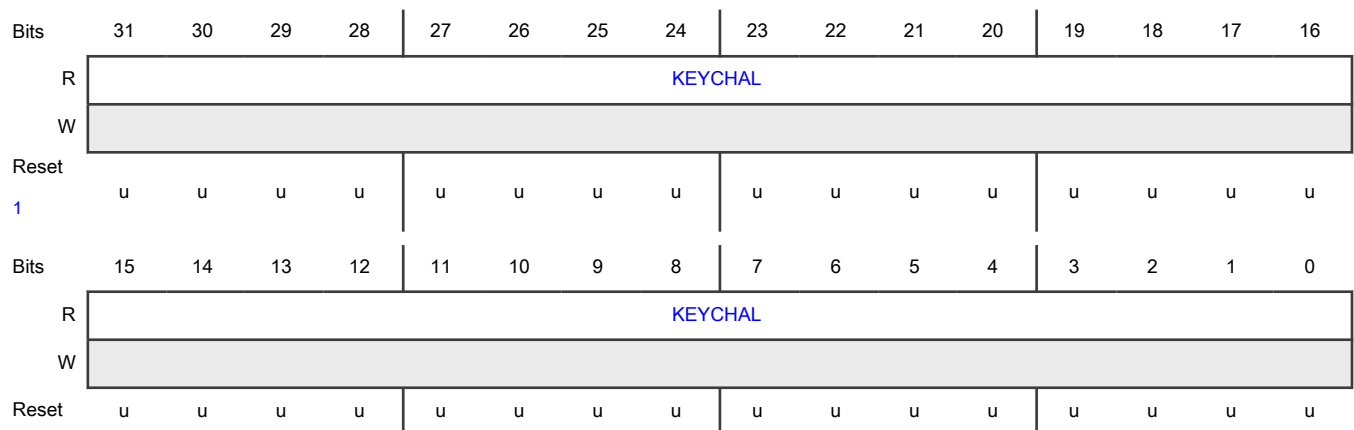 Bits 31 30 29 28 27 26 25 24 23 22 21 20 19 18 17 16
R KEYCHAL
W
Reset
u u u u u u u u u u u u u u u u
1
Bits 15 14 13 12 11 10 9 8 7 6 5 4 3 2 1 0
R KEYCHAL
W
Reset u u u u u u u u u u u u u u u u